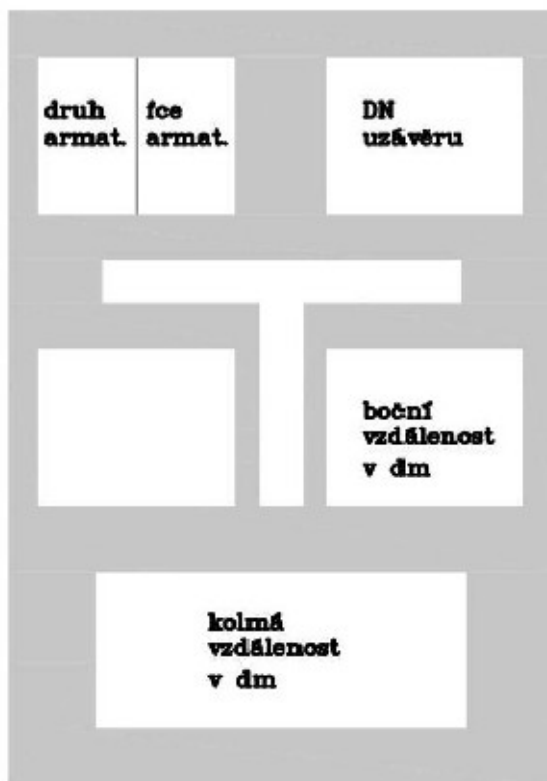 druh
armat.
fce
armat.
DN
uzávěru
boční
vzdálenost
v dm
kolmá
vzdálenost
v dm